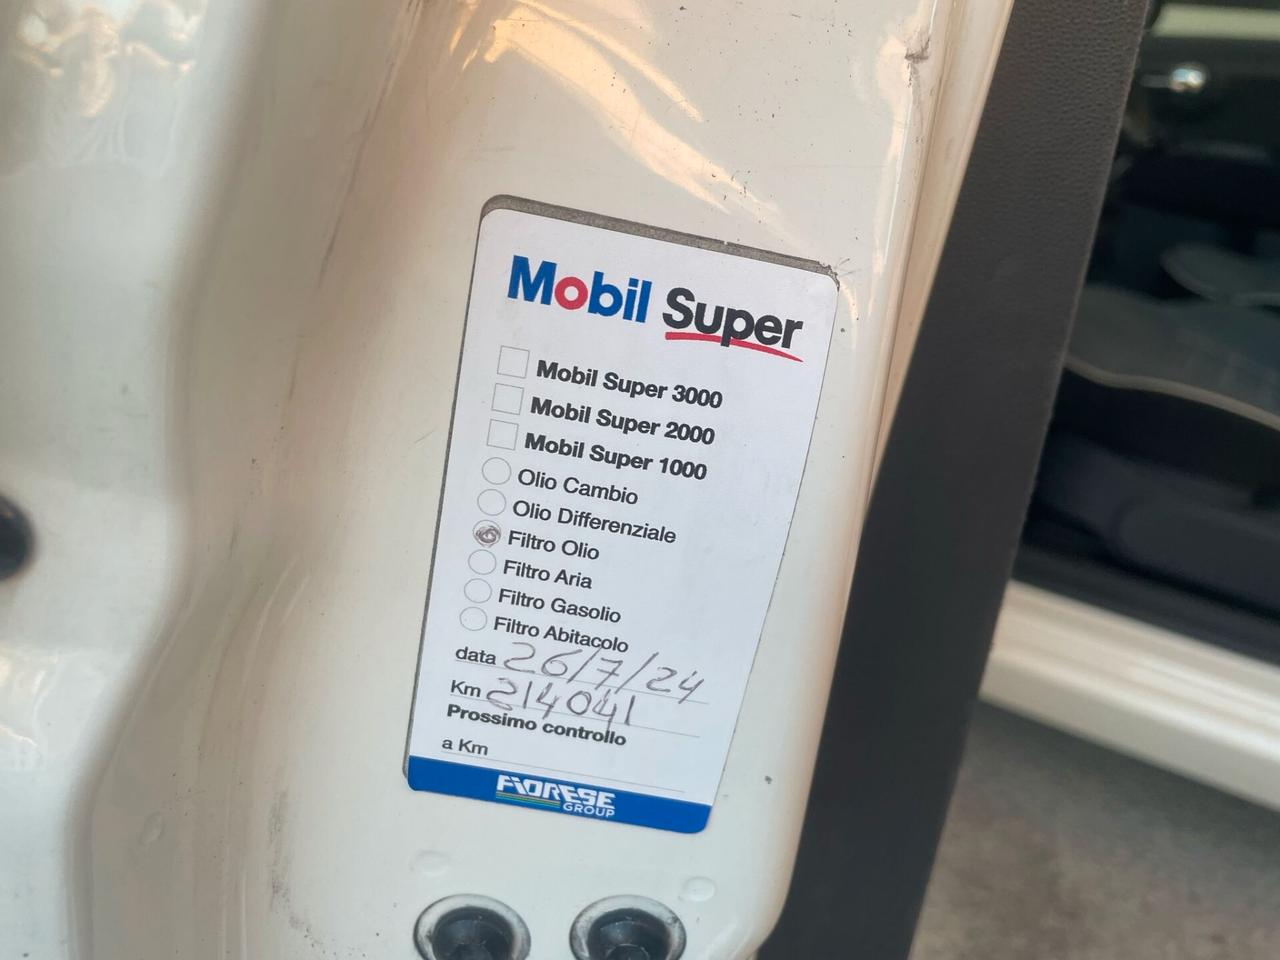 Mobil Super
Mobil Super 3000
Mobil Super 2000
Mobil Super 1000
Olio Cambio
Olio Differenziale
Filtro Olio
Filtro Aria
Filtro Gasolio
Filtro Abitacolo
data 26/7/24
Km 214041
Prossimo controllo
a Km
FIORESE
GROUP